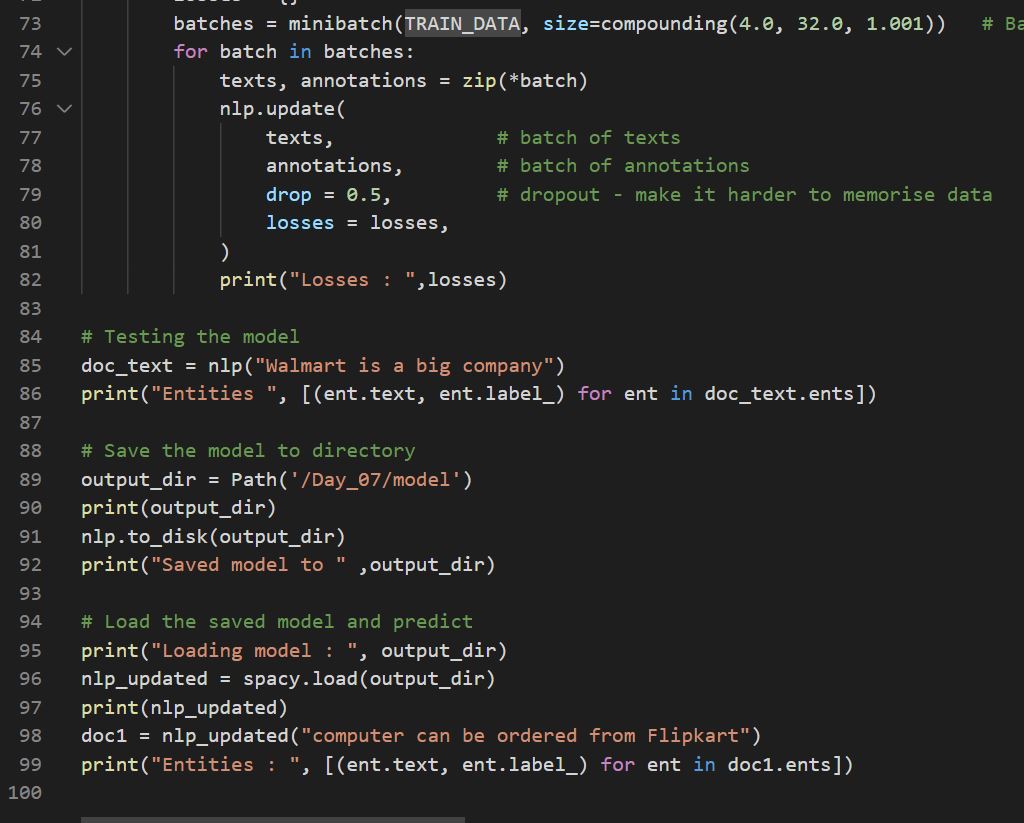 73 batches = minibatch(TRAIN_DATA, size=compounding(4.0, 32.0, 1.001)) #
74 for batch in batches:
75 texts, annotations = zip(*batch)
76 nlp.update(
77 texts, # batch of texts
78 annotations, # batch of annotations
79 drop = 0.5, # dropout - make it harder to memorise data
80 losses = losses,
81 )
82 print("Losses : ",losses)
83
84 # Testing the model
85 doc_text = nlp("Walmart is a big company")
86 print("Entities ", [(ent.text, ent.label_) for ent in doc_text.ents])
87
88 # Save the model to directory
89 output_dir = Path('/Day_07/model')
90 print(output_dir)
91 nlp.to_disk(output_dir)
92 print("Saved model to " ,output_dir)
93
94 # Load the saved model and predict
95 print("Loading model : ", output_dir)
96 nlp_updated = spacy.load(output_dir)
97 print(nlp_updated)
98 doc1 = nlp_updated("computer can be ordered from Flipkart")
99 print("Entities : ", [(ent.text, ent.label_) for ent in doc1.ents])
100